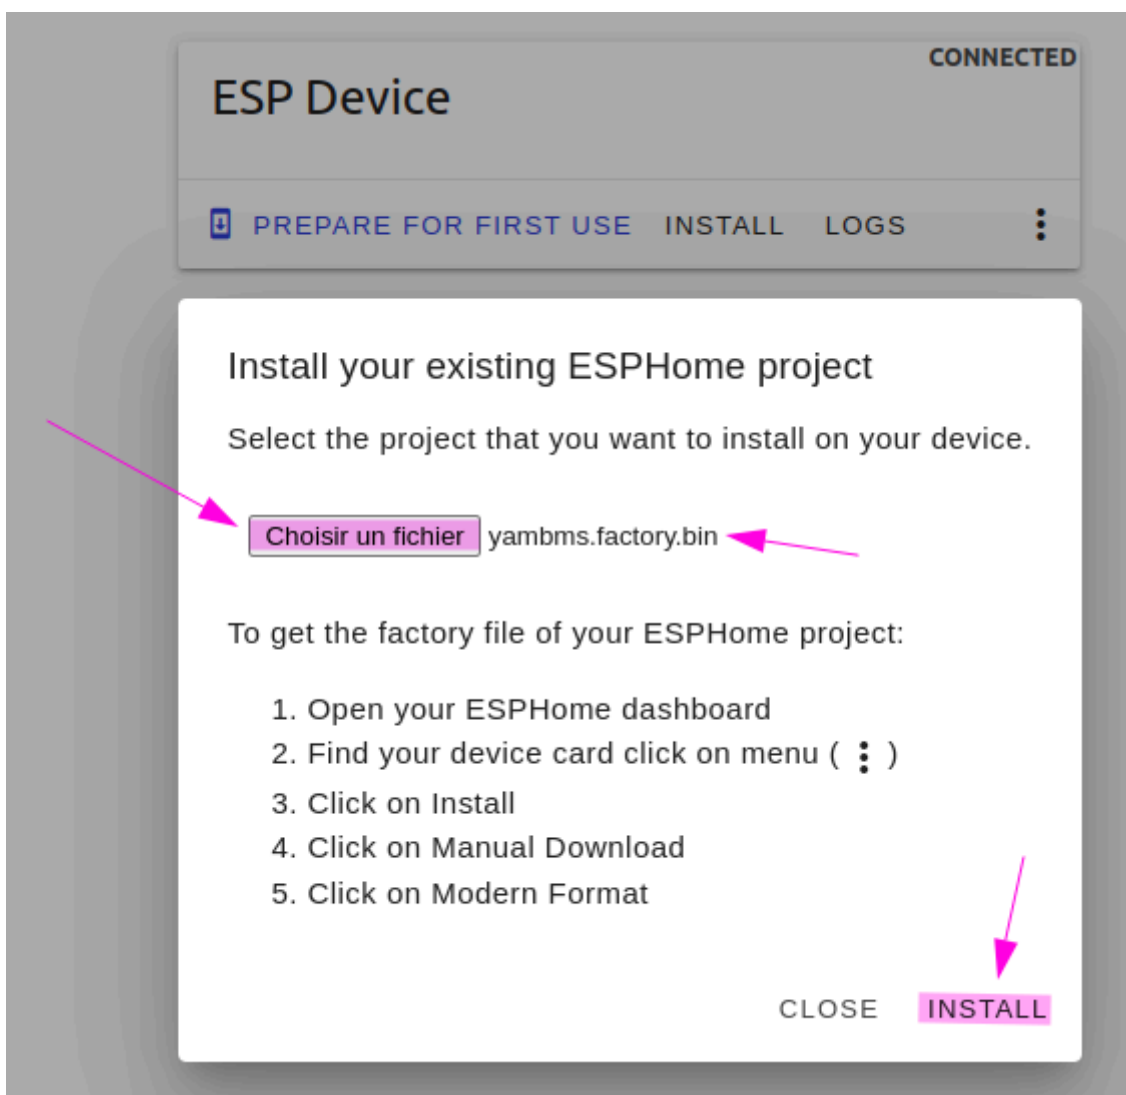 CONNECTED
ESP Device
PREPARE FOR FIRST USE INSTALL LOGS
Install your existing ESPHome project
Select the project that you want to install on your device.
Choisir un fichier yambms.factory.bin
To get the factory file of your ESPHome project:
1. Open your ESPHome dashboard
2. Find your device card click on menu ( ⋮ )
3. Click on Install
4. Click on Manual Download
5. Click on Modern Format
CLOSE INSTALL